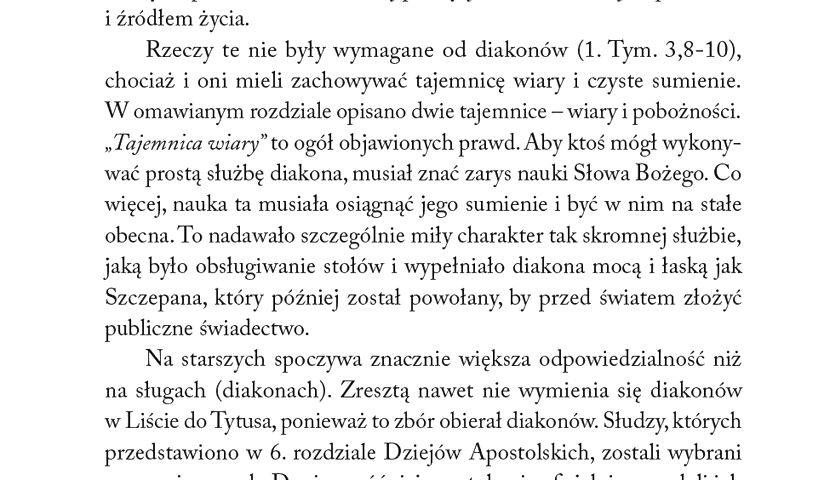 i źródłem życia.
Rzeczy te nie były wymagane od diakonów (1. Tym. 3,8-10),
chociaż i oni mieli zachowywać tajemnicę wiary i czyste sumienie.
W omawianym rozdziale opisano dwie tajemnice – wiary i pobożności.
„Tajemnica wiary” to ogół objawionych prawd. Aby ktoś mógł wykony-
wać prostą służbę diakona, musiał znać zarys nauki Słowa Bożego. Co
więcej, nauka ta musiała osiągnąć jego sumienie i być w nim na stałe
obecna. To nadawało szczególnie miły charakter tak skromnej służbie,
jaką było obsługiwanie stołów i wypełniało diakona mocą i łaską jak
Szczepana, który później został powołany, by przed światem złożyć
publiczne świadectwo.
Na starszych spoczywa znacznie większa odpowiedzialność niż
na sługach (diakonach). Zresztą nawet nie wymienia się diakonów
w Liście do Tytusa, ponieważ to zbór obierał diakonów. Słudzy, których
przedstawiono w 6. rozdziale Dziejów Apostolskich, zostali wybrani